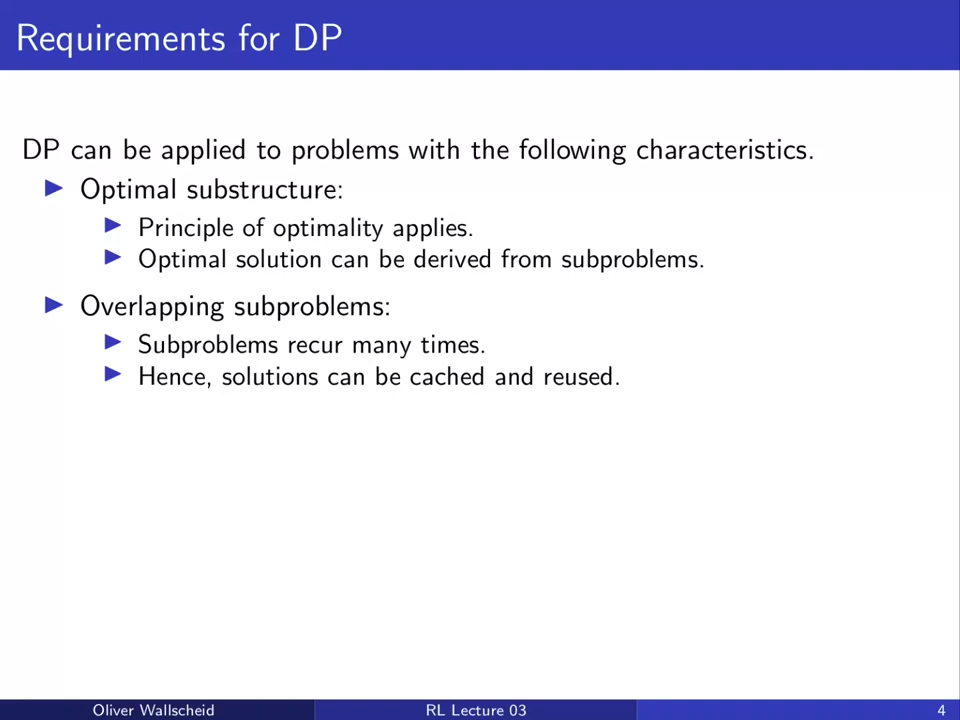 Requirements for DP
DP can be applied to problems with the following characteristics.
Optimal substructure:
Principle of optimality applies.
Optimal solution can be derived from subproblems.
Overlapping subproblems:
Subproblems recur many times.
Hence, solutions can be cached and reused.
Oliver Wallscheid
RL Lecture 03
4